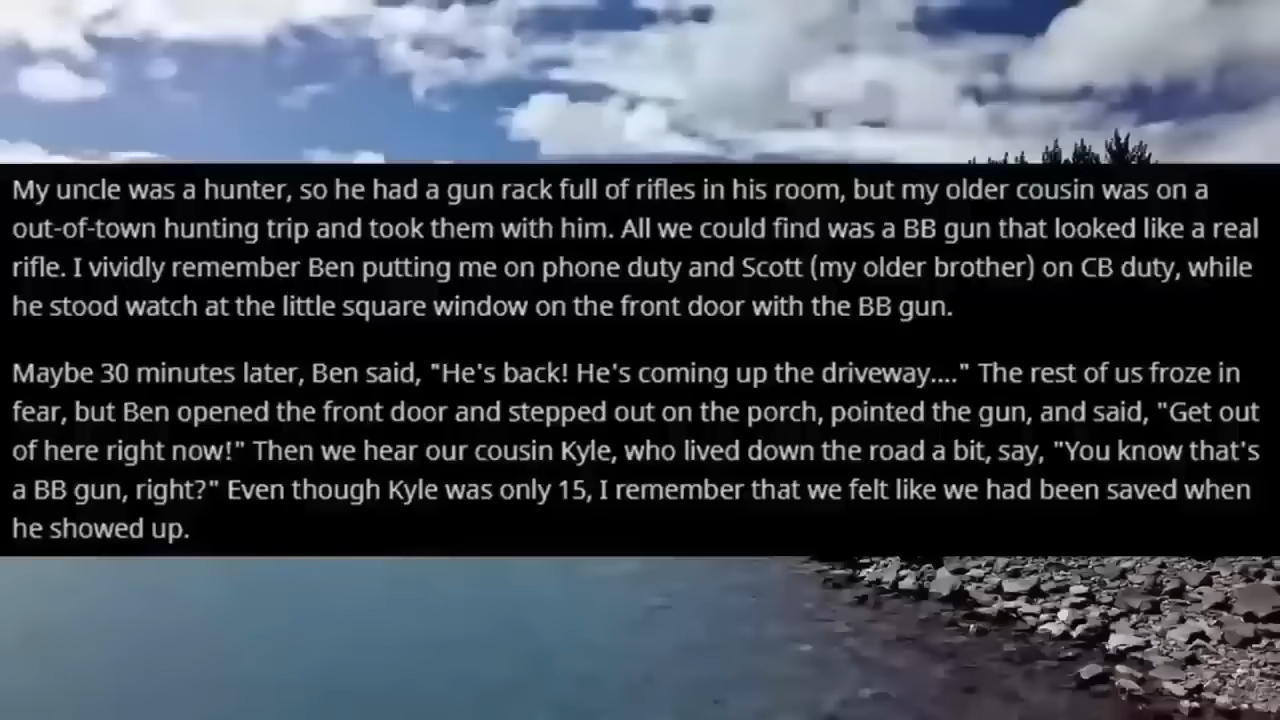 My uncle was a hunter, so he had a gun rack full of rifles in his room, but my older cousin was on a
out-of-town hunting trip and took them with him. All we could find was a BB gun that looked like a real
rifle. I vividly remember Ben putting me on phone duty and Scott (my older brother) on CB duty, while
he stood watch at the little square window on the front door with the BB gun.
Maybe 30 minutes later, Ben said, "He's back! He's coming up the driveway...." The rest of us froze in
fear, but Ben opened the front door and stepped out on the porch, pointed the gun, and said, "Get out
of here right now!" Then we hear our cousin Kyle, who lived down the road a bit, say, "You know that's
a BB gun, right?" Even though Kyle was only 15, I remember that we felt like we had been saved when
he showed up.